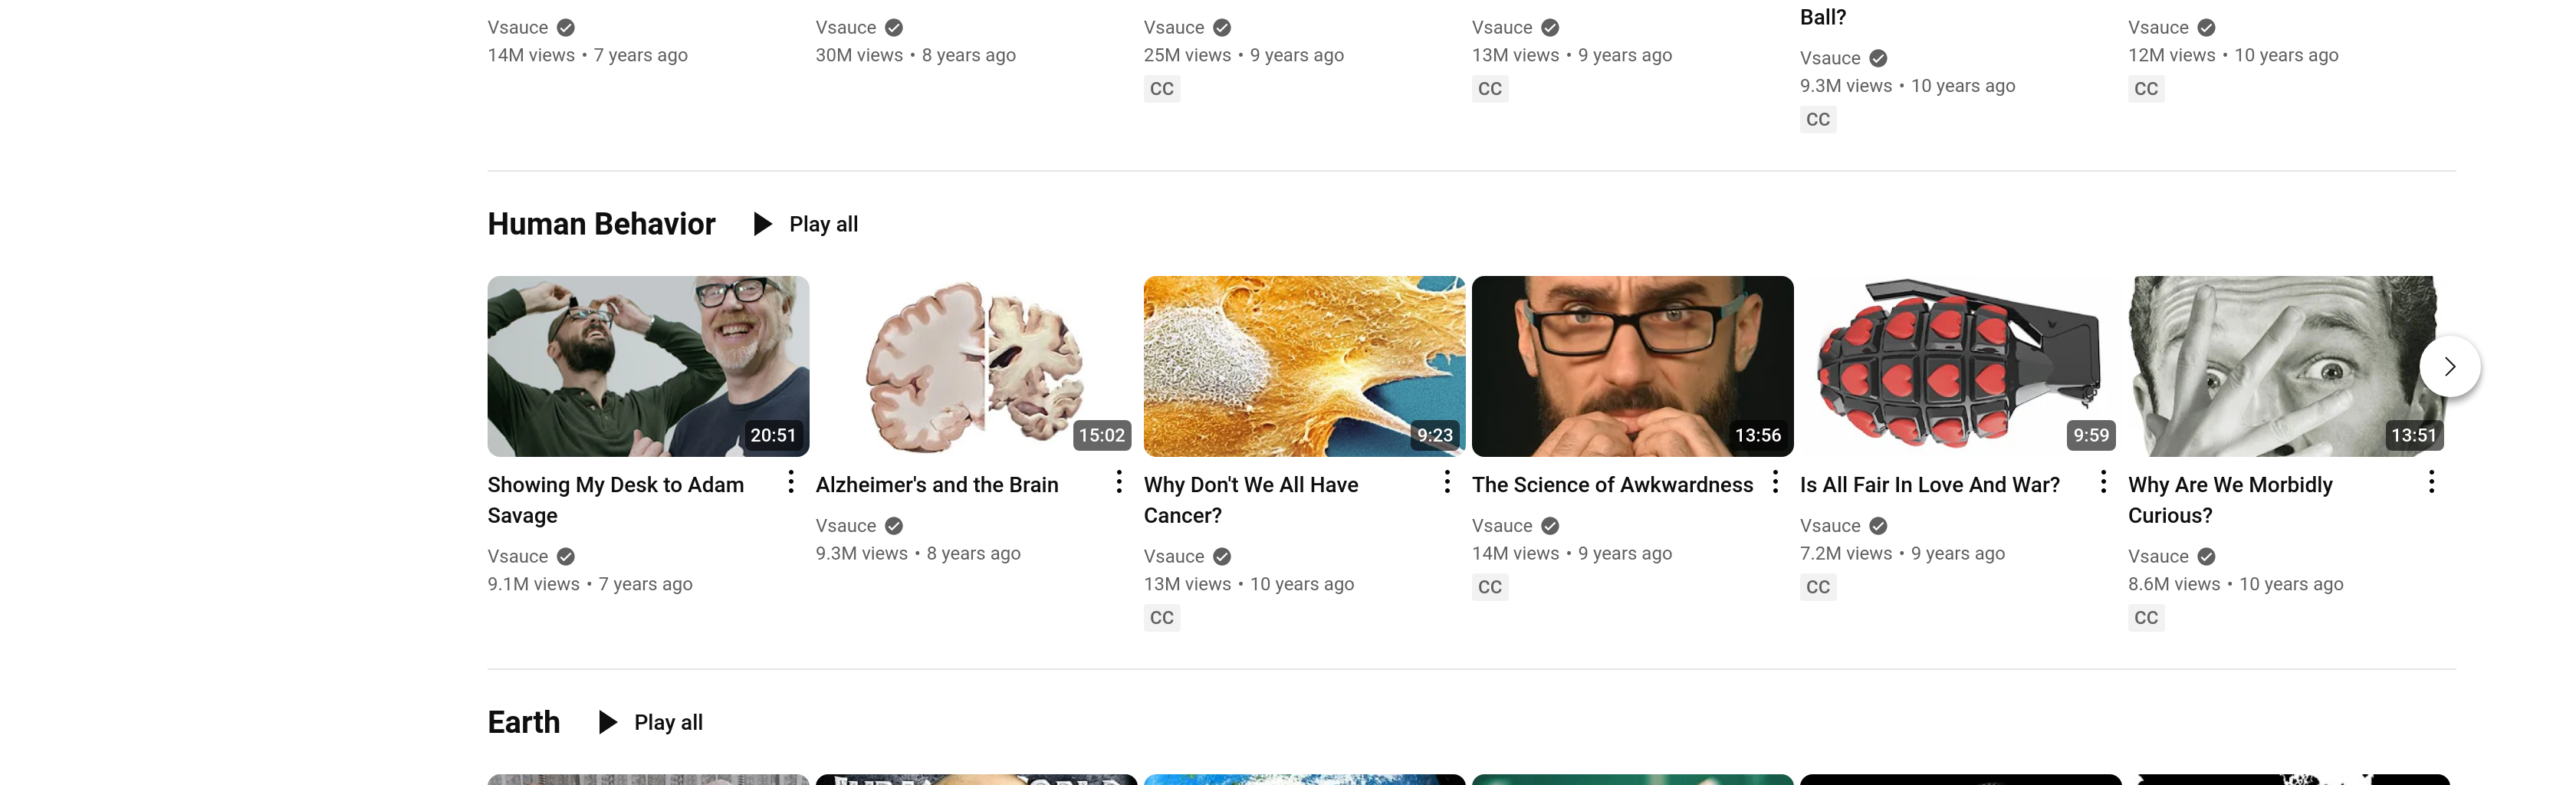 Ball?
Vsauce
14M views • 7 years ago
Vsauce
30M views • 8 years ago
Vsauce
25M views • 9 years ago
CC
Vsauce
13M views • 9 years ago
CC
Vsauce
9.3M views • 10 years ago
CC
Vsauce
12M views • 10 years ago
CC
Human Behavior
Play all
20:51
Showing My Desk to Adam
Savage
Vsauce
9.1M views • 7 years ago
15:02
Alzheimer's and the Brain
Vsauce
9.3M views • 8 years ago
9:23
Why Don't We All Have
Cancer?
Vsauce
13M views • 10 years ago
CC
13:56
The Science of Awkwardness
Vsauce
14M views • 9 years ago
CC
9:59
Is All Fair In Love And War?
Vsauce
7.2M views • 9 years ago
CC
13:51
Why Are We Morbidly
Curious?
Vsauce
8.6M views • 10 years ago
CC
Earth
Play all